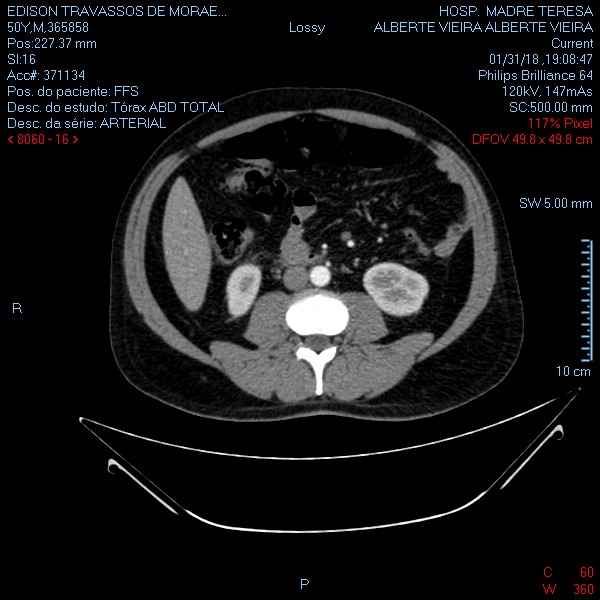 EDISON TRAVASSOS DE MORAE...
50Y,M,365858
Pos:227.37 mm
SI:16
Acc#: 371134
Pos. do paciente: FFS
Desc. do estudo: Tórax ABD TOTAL
Desc. da série: ARTERIAL
< 8060 - 16 >
Lossy
HOSP. MADRE TERESA
ALBERTE VIEIRA ALBERTE VIEIRA
Current
01/31/18 ,19:08:47
Philips Brilliance 64
120kV, 147mAs
SC:500.00 mm
117% Pixel
DFOV 49.8 x 49.8 cm
SW 5.00 mm
R
10 cm
P
C 60
W 360